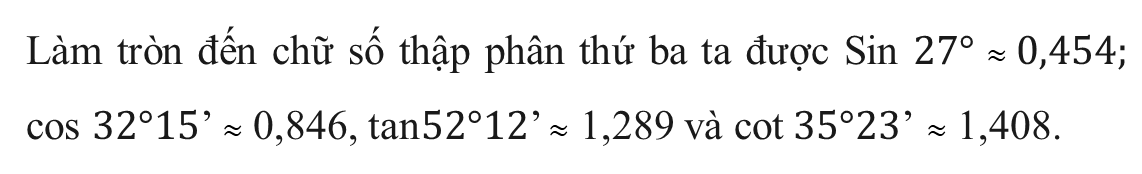 Làm tròn đến chữ số thập phân thứ ba ta được Sin 27° ≈ 0,454;
cos 32°15’ ≈ 0,846, tan52°12’ ≈ 1,289 và cot 35°23’ ≈ 1,408.